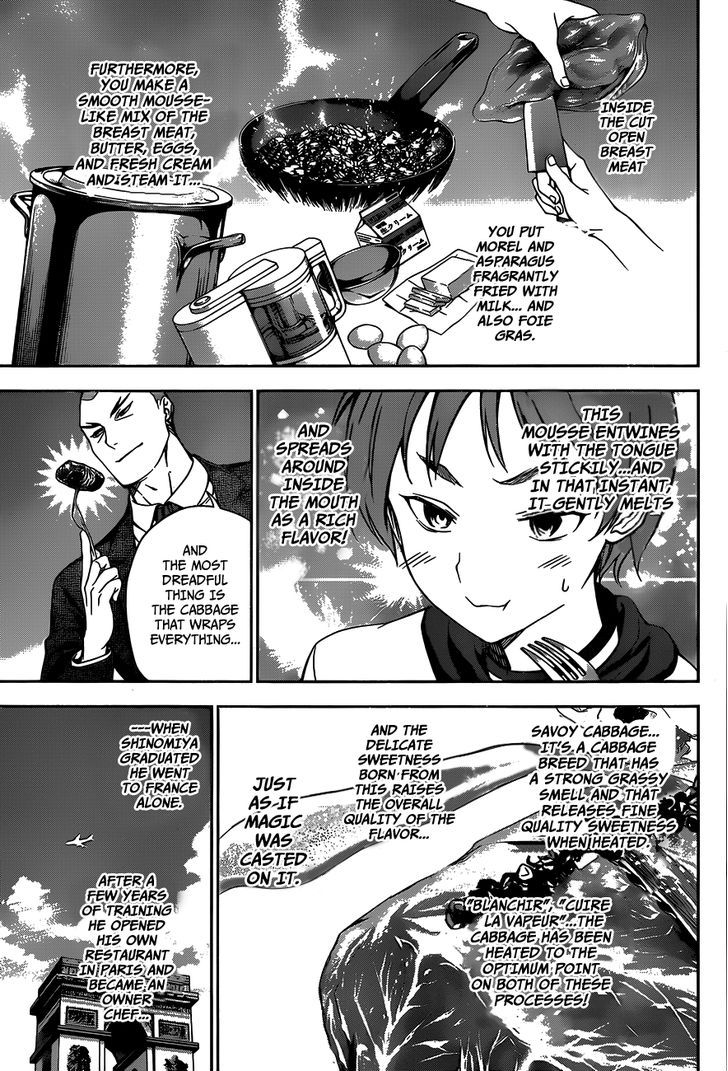 INSIDE
THE CUT
OPEN
BREAST
MEAT
YOU PUT
MOREL AND
ASPARAGUS
FRAGRANTLY
FRIED WITH
MILK... AND
ALSO FOIE
GRAS.
FURTHERMORE,
YOU MAKE A
SMOOTH MOUSSE-
LIKE MIX OF THE
BREAST MEAT,
BUTTER, EGGS,
AND FRESH CREAM
ANDISTEAM IT...
生クリーム
THIS
MOUSSE ENTWINES
WITH THE TONGUE
STICKILY...AND
IN THAT INSTANT,
IT GENTLY MELTS
AND
SPREADS
AROUND
INSIDE
THE MOUTH
AS A RICH
FLAVOR!
AND
THE MOST
DREADFUL
THING IS
THE CABBAGE
THAT WRAPS
EVERYTHING...
SAVOY CABBAGE...
IT'S A CABBAGE
BREED THAT HAS
A STRONG GRASSY
SMELL AND THAT
RELEASES FINE
QUALITY SWEETNESS
WHEN HEATED.
"BLANCHIR", "CUIRE
LA VAPEUR"...THE
CABBAGE HAS BEEN
HEATED TO THE
OPTIMUM POINT
ON BOTH OF THESE
PROCESSES!
AND THE
DELICATE
SWEETNESS
BORN FROM
THIS RAISES
THE OVERALL
QUALITY OF THE
FLAVOR...
JUST
AS IF
MAGIC
WAS
CASTED
ON IT.
---WHEN
SHINOMIYA
GRADUATED
HE WENT
TO FRANCE
ALONE.
AFTER A
FEW YEARS
OF TRAINING
HE OPENED
HIS OWN
RESTAURANT
IN PARIS AND
BECAME AN
OWNER
CHEF...